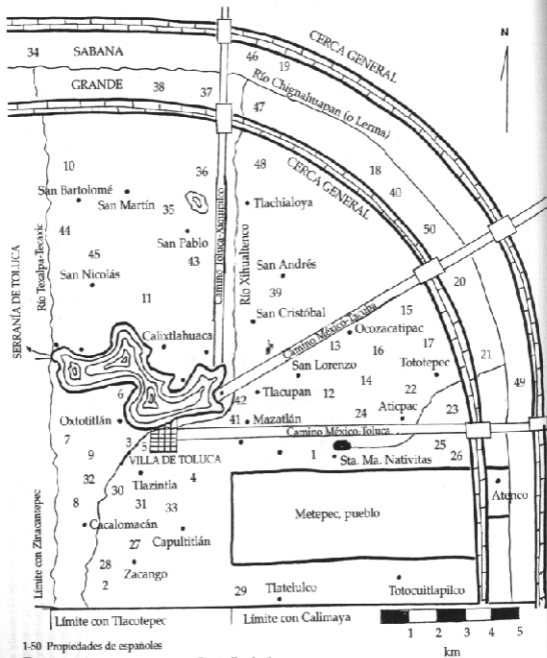 34 SABANA 46 19 CERCA GENERAL N
GRANDE 38 37 47 Río Chignahuapan (o Lerma)
10 36 48 CERCA GENERAL 18
San Bartolomé San Martín 35 Tlachialoya 40
44 San Pablo 50
45 43 San Andrés
San Nicolás 39 20
Río Texalpa-Tecaxic
Camino Toluca-Xiquipilco
Río Xihualtenco
11 San Cristóbal 15
SERRANÍA DE TOLUCA
Calixtlahuaca Camino México-Tacuba Ocozacatipac
13 16 17 21
San Lorenzo Tototepec
6 42 Tlacupan 12 14 22 49
Oxtotitlán 41 Mazatlán 24 Aticpac 23
Camino México-Toluca
7 3 5 25
9 VILLA DE TOLUCA 1 Sta. Ma. Nativitas 26
32 Tlazintla 4 Atenco
30 31 33
8 Metepec, pueblo
Cacalomacán
27 Capultitlán
28 Zacango
2 29 Tlatelulco Totocuitlapilco
Límite con Zinacantepec
Límite con Tlacotepec Límite con Calimaya
1 2 3 4 5
km
1-50 Propiedades de españoles